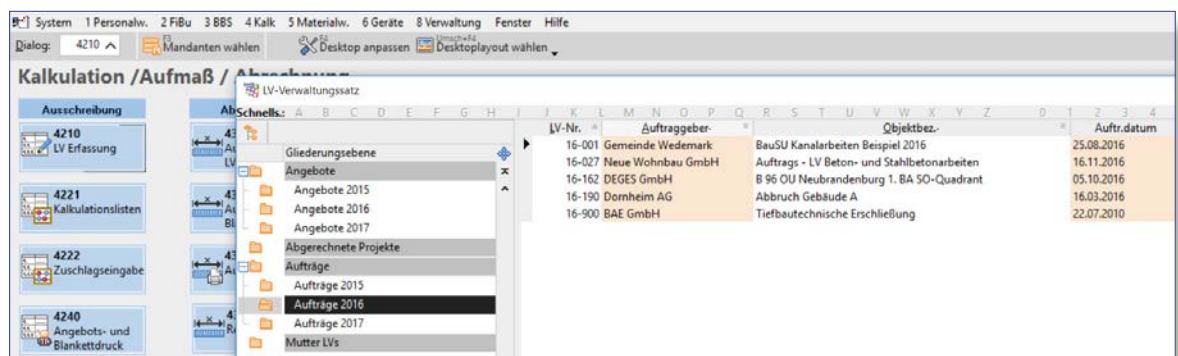 System 1 Personalw. 2 FiBu 3 BBS 4 Kalk 5 Materialw. 6 Geräte 8 Verwaltung Fenster Hilfe
Dialog: 4210 F3 Mandanten wählen F4 Desktop anpassen Umsch+F4 Desktoplayout wählen
Kalkulation /Aufmaß /
LV-Verwaltungssatz
Ausschreibung
Schnells.: A B C D E F G H I J K L M N O P Q R S T U V W X Y Z 0 1 2 3 4
LV-Nr. Auftraggeber Objektbez. Auftr.datum
4210
LV Erfassung
4221
Kalkulationslisten
4222
Zuschlagseingabe
4240
Angebots- und
Blankettdruck
Gliederungsebene
Angebote
Angebote 2015
Angebote 2016
Angebote 2017
Abgerechnete Projekte
Aufträge
Aufträge 2015
Aufträge 2016
Aufträge 2017
Mutter LVs
16-001 Gemeinde Wedemark BauSU Kanalarbeiten Beispiel 2016 25.08.2016
16-027 Neue Wohnbau GmbH Auftrags - LV Beton- und Stahlbetonarbeiten 16.11.2016
16-162 DEGES GmbH B 96 OU Neubrandenburg 1. BA SO-Quadrant 05.10.2016
16-190 Dornheim AG Abbruch Gebäude A 16.03.2016
16-900 BAE GmbH Tiefbautechnische Erschließung 22.07.2010